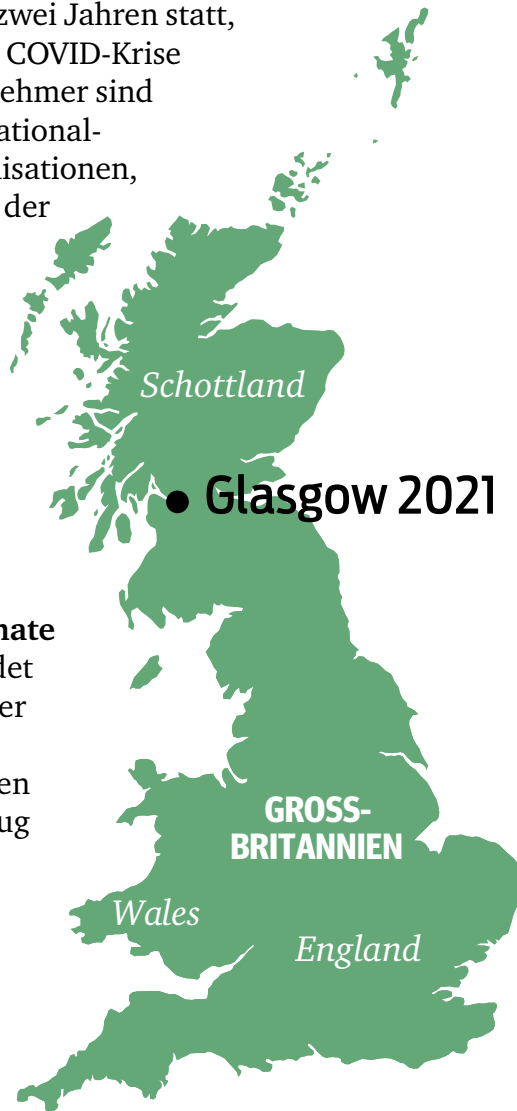 zwei Jahren statt,
COVID-Krise
ehmer sind
ational-
isationen,
der
Schottland
Glasgow 2021
nate
det
er
en
ug
GROSS-
BRITANNIEN
Wales
England